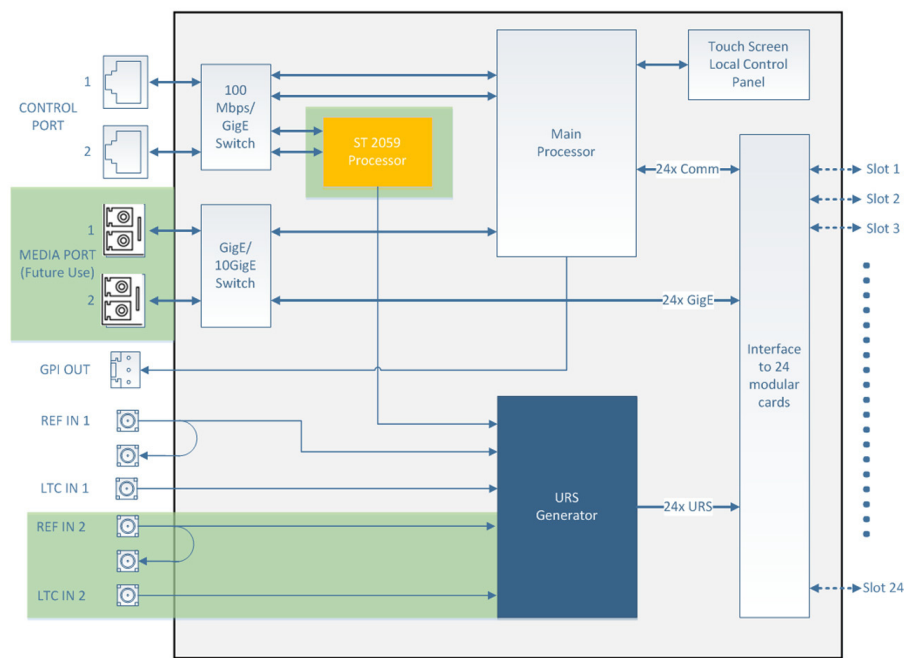 1
CONTROL
PORT
2
100
Mbps/
GigE
Switch
ST 2059
Processor
Main
Processor
Touch Screen
Local Control
Panel
24x Comm
Slot 1
Slot 2
Slot 3
1
MEDIA PORT
(Future Use)
2
GigE/
10GigE
Switch
24x GigE
Interface
to 24
modular
cards
GPI OUT
REF IN 1
LTC IN 1
REF IN 2
LTC IN 2
URS
Generator
24x URS
Slot 24